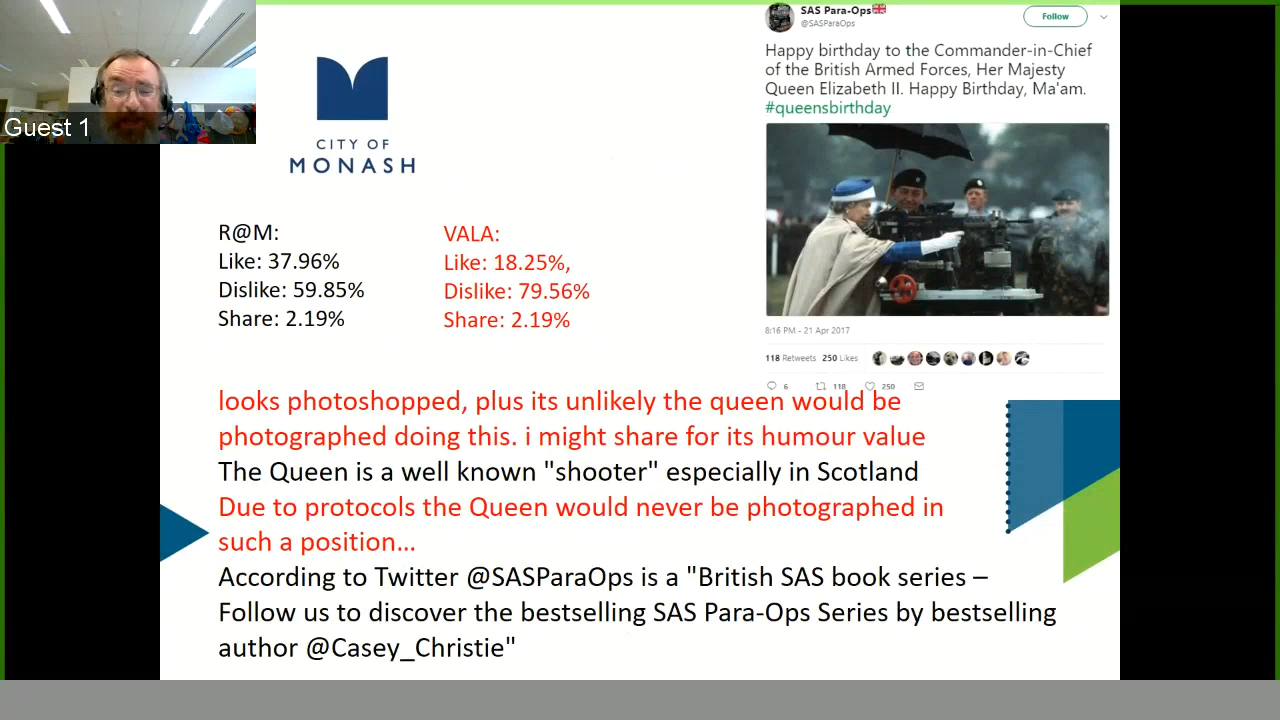 Guest 1
CITY OF
MONASH
SAS Para-Ops
@SASParaOps
Follow
Happy birthday to the Commander-in-Chief
of the British Armed Forces, Her Majesty
Queen Elizabeth II. Happy Birthday, Ma'am.
#queensbirthday
8:16 PM - 21 Apr 2017
118 Retweets 250 Likes
6 118 250
R@M:
Like: 37.96%
Dislike: 59.85%
Share: 2.19%
VALA:
Like: 18.25%,
Dislike: 79.56%
Share: 2.19%
looks photoshopped, plus its unlikely the queen would be
photographed doing this. i might share for its humour value
The Queen is a well known "shooter" especially in Scotland
Due to protocols the Queen would never be photographed in
such a position…
According to Twitter @SASParaOps is a "British SAS book series –
Follow us to discover the bestselling SAS Para-Ops Series by bestselling
author @Casey_Christie"